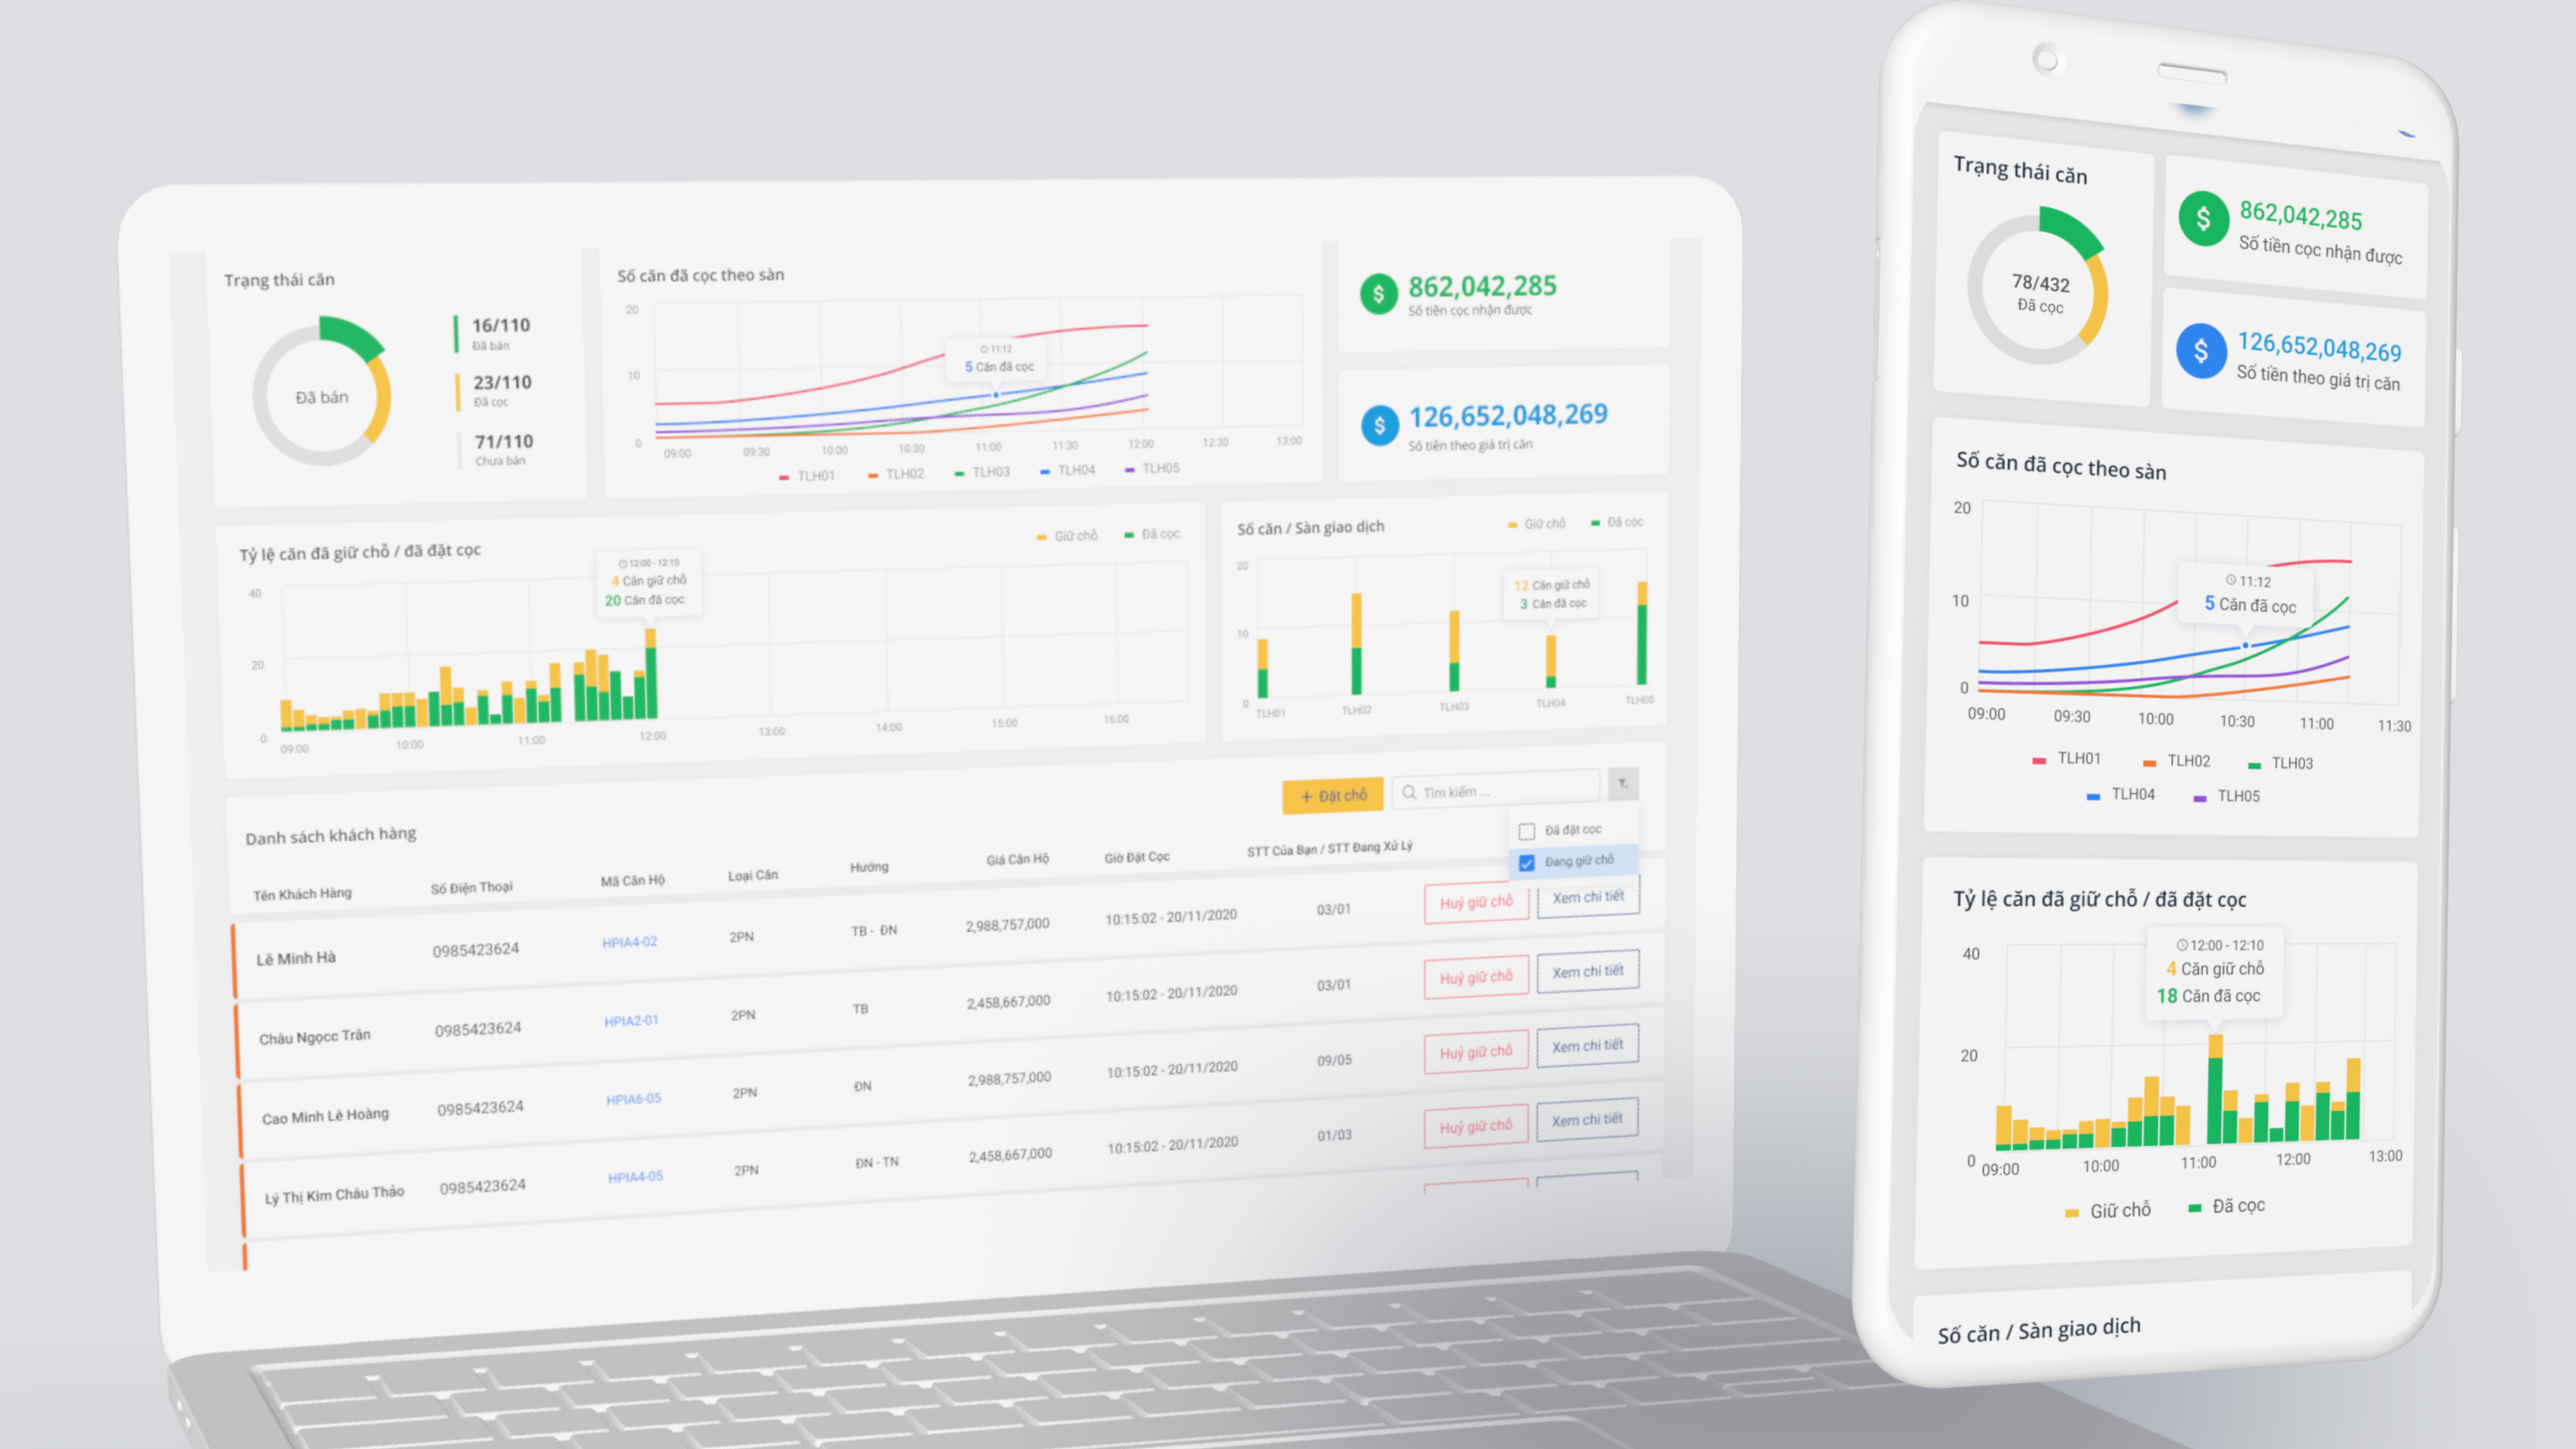 Trạng thái căn
Đã bán
16/110
Đã bán
23/110
Đã cọc
71/110
Chưa bán
Số căn đã cọc theo sàn
20
10
0
11:12
5 Căn đã cọc
09:00 09:30 10:00 10:30 11:00 11:30 12:00 12:30 13:00
TLH01 TLH02 TLH03 TLH04 TLH05
862,042,285
Số tiền cọc nhận được
126,652,048,269
Số tiền theo giá trị căn
Tỷ lệ căn đã giữ chỗ / đã đặt cọc
Giữ chỗ Đã cọc
40
20
0
12:00 - 12:10
4 Căn giữ chỗ
20 Căn đã cọc
09:00 10:00 11:00 12:00 13:00 14:00 15:00 16:00
Số căn / Sàn giao dịch
Giữ chỗ Đã cọc
20
10
0
12 Căn giữ chỗ
3 Căn đã cọc
TLH01 TLH02 TLH03 TLH04 TLH05
Danh sách khách hàng
+ Đặt chỗ
Tìm kiếm ...
Đã đặt cọc
Đang giữ chỗ
Tên Khách Hàng Số Điện Thoại Mã Căn Hộ Loại Căn Hướng Giá Căn Hộ Giờ Đặt Cọc STT Của Bạn / STT Đang Xử Lý
Lê Minh Hà 0985423624 HPIA4-02 2PN TB - ĐN 2,988,757,000 10:15:02 - 20/11/2020 03/01 Huỷ giữ chỗ Xem chi tiết
Châu Ngọcc Trân 0985423624 HPIA2-01 2PN TB 2,458,667,000 10:15:02 - 20/11/2020 03/01 Huỷ giữ chỗ Xem chi tiết
Cao Minh Lê Hoàng 0985423624 HPIA6-05 2PN ĐN 2,988,757,000 10:15:02 - 20/11/2020 09/05 Huỷ giữ chỗ Xem chi tiết
Lý Thị Kim Châu Thảo 0985423624 HPIA4-05 2PN ĐN - TN 2,458,667,000 10:15:02 - 20/11/2020 01/03 Huỷ giữ chỗ Xem chi tiết
Trạng thái căn
78/432
Đã cọc
$
862,042,285
Số tiền cọc nhận được
$
126,652,048,269
Số tiền theo giá trị căn
Số căn đã cọc theo sàn
20
10
0
11:12
5 Căn đã cọc
09:00 09:30 10:00 10:30 11:00 11:30
TLH01 TLH02 TLH03
TLH04 TLH05
Tỷ lệ căn đã giữ chỗ / đã đặt cọc
40
20
0
12:00 - 12:10
4 Căn giữ chỗ
18 Căn đã cọc
09:00 10:00 11:00 12:00 13:00
Giữ chỗ Đã cọc
Số căn / Sàn giao dịch